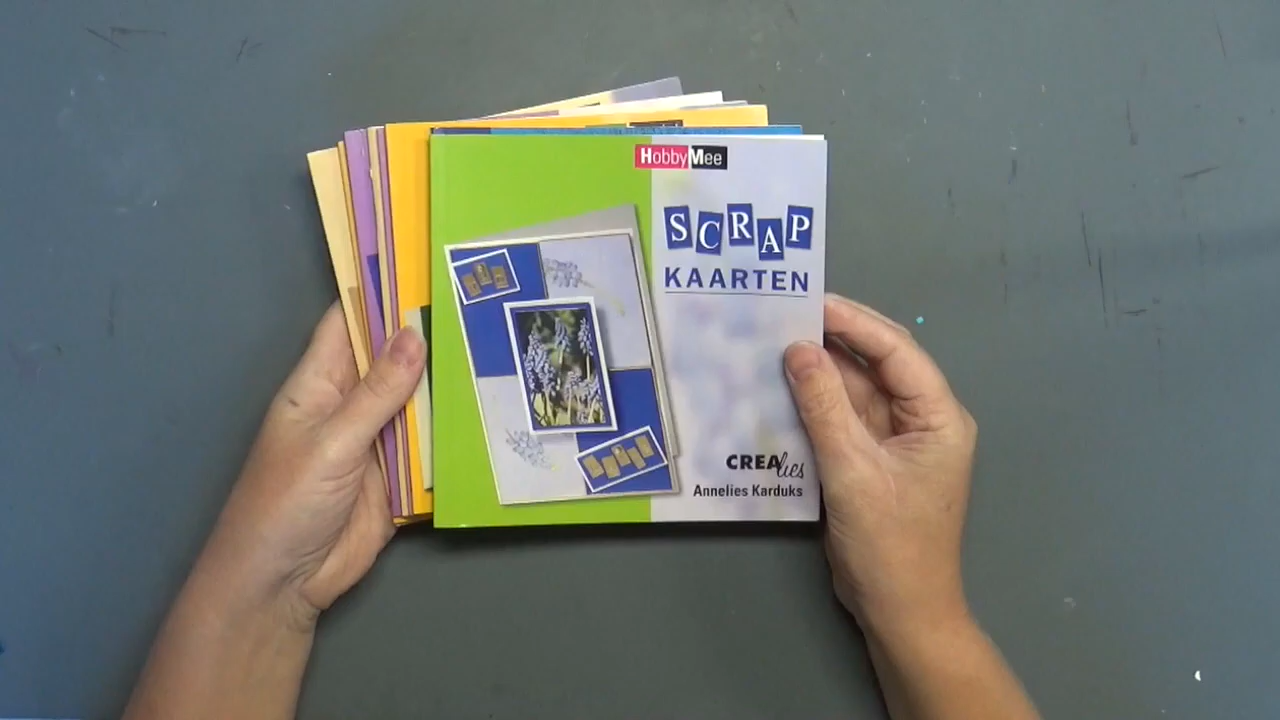 HobbyMee
SCRAP
KAARTEN
CREAlies
Annelies Karduks